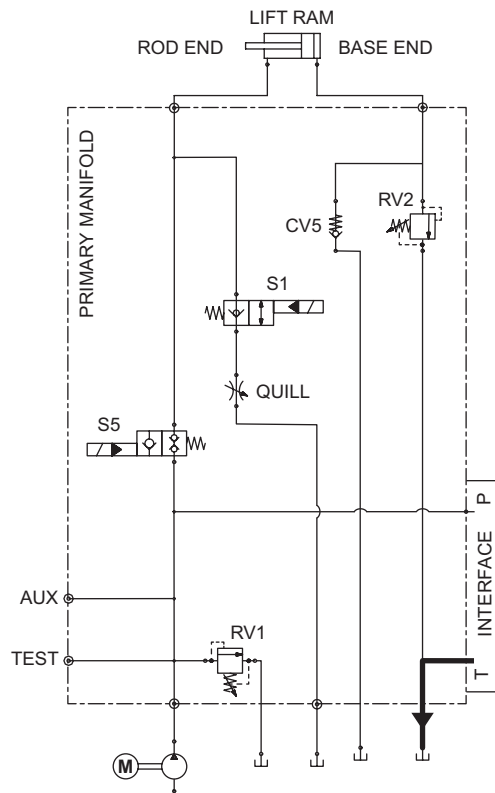 LIFT RAM
ROD END
BASE END
PRIMARY MANIFOLD
RV2
CV5
S1
QUILL
S5
P
INTERFACE
AUX
TEST
RV1
T
M